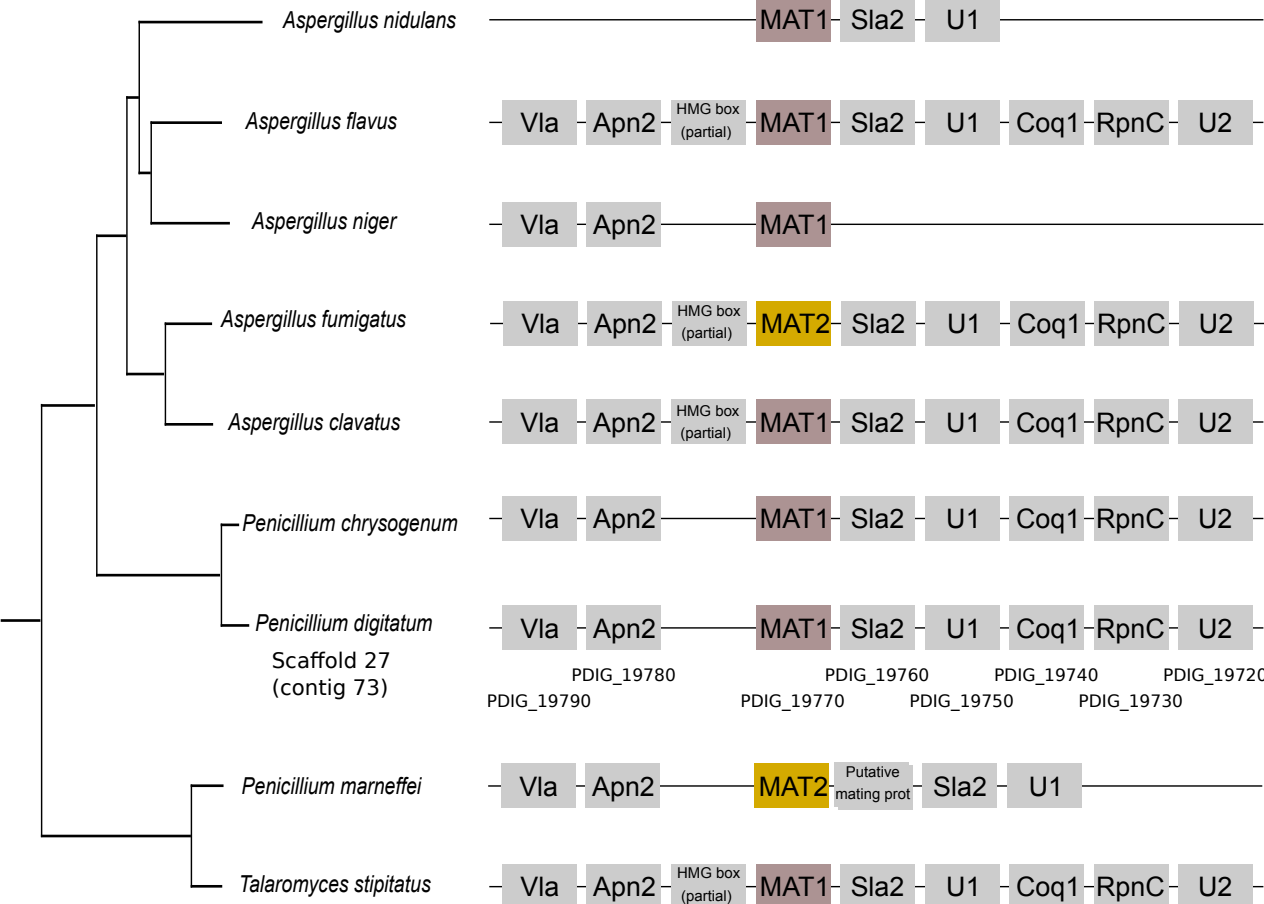 Aspergillus nidulans MAT1 Sla2 U1
Aspergillus flavus Vla Apn2 HMG box (partial) MAT1 Sla2 U1 Coq1 RpnC U2
Aspergillus niger Vla Apn2 MAT1
Aspergillus fumigatus Vla Apn2 HMG box (partial) MAT2 Sla2 U1 Coq1 RpnC U2
Aspergillus clavatus Vla Apn2 HMG box (partial) MAT1 Sla2 U1 Coq1 RpnC U2
Penicillium chrysogenum Vla Apn2 MAT1 Sla2 U1 Coq1 RpnC U2
Penicillium digitatum Vla Apn2 MAT1 Sla2 U1 Coq1 RpnC U2
Scaffold 27
(contig 73)
PDIG_19780 PDIG_19760 PDIG_19740 PDIG_19720
PDIG_19790 PDIG_19770 PDIG_19750 PDIG_19730
Penicillium marneffei Vla Apn2 MAT2 Putative mating prot Sla2 U1
Talaromyces stipitatus Vla Apn2 HMG box (partial) MAT1 Sla2 U1 Coq1 RpnC U2